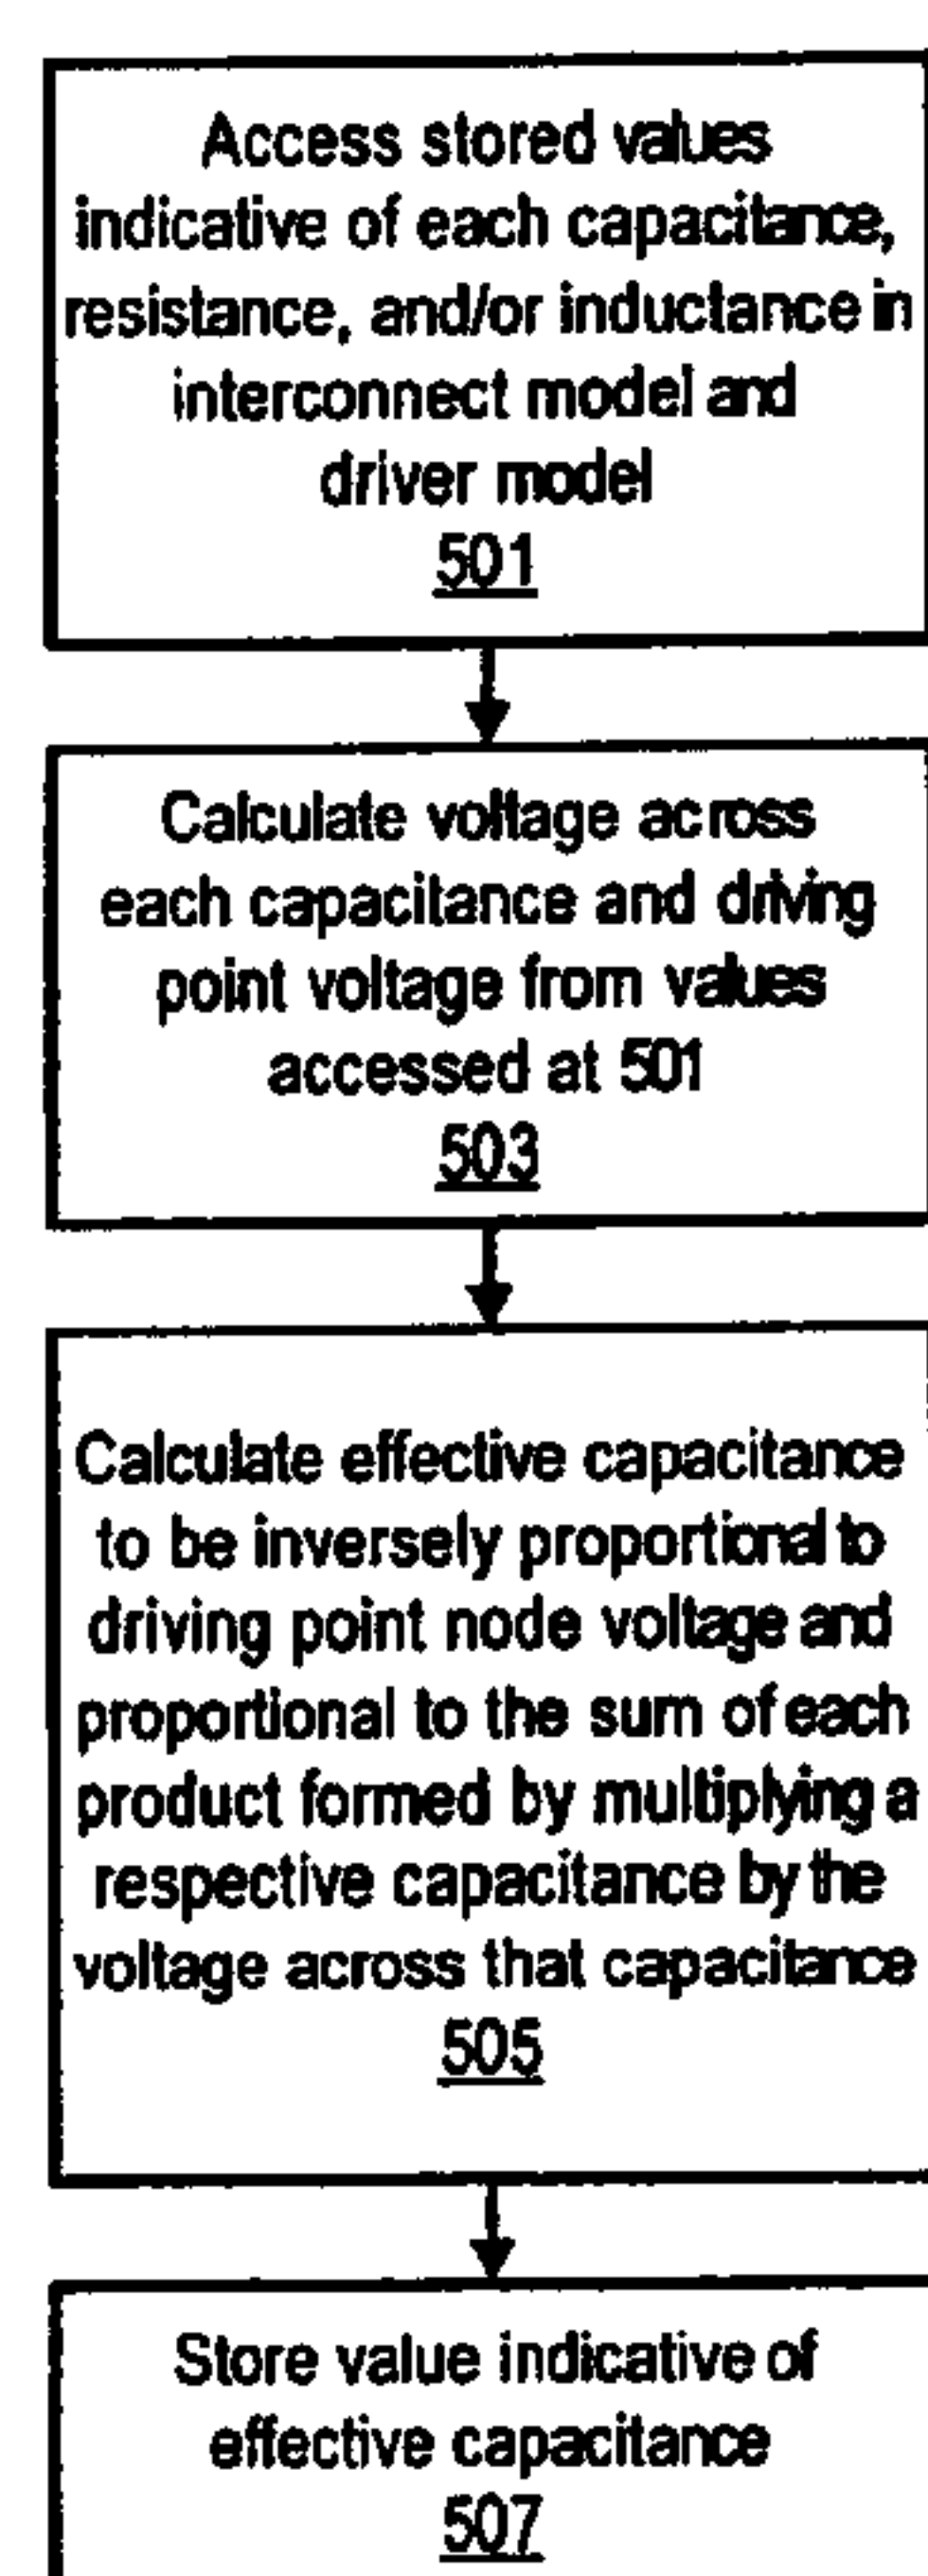 Access stored values
indicative of each capacitance,
resistance, and/or inductance in
interconnect model and
driver model
501
Calculate voltage across
each capacitance and driving
point voltage from values
accessed at 501
503
Calculate effective capacitance
to be inversely proportional to
driving point node voltage and
proportional to the sum of each
product formed by multiplying a
respective capacitance by the
voltage across that capacitance
505
Store value indicative of
effective capacitance
507